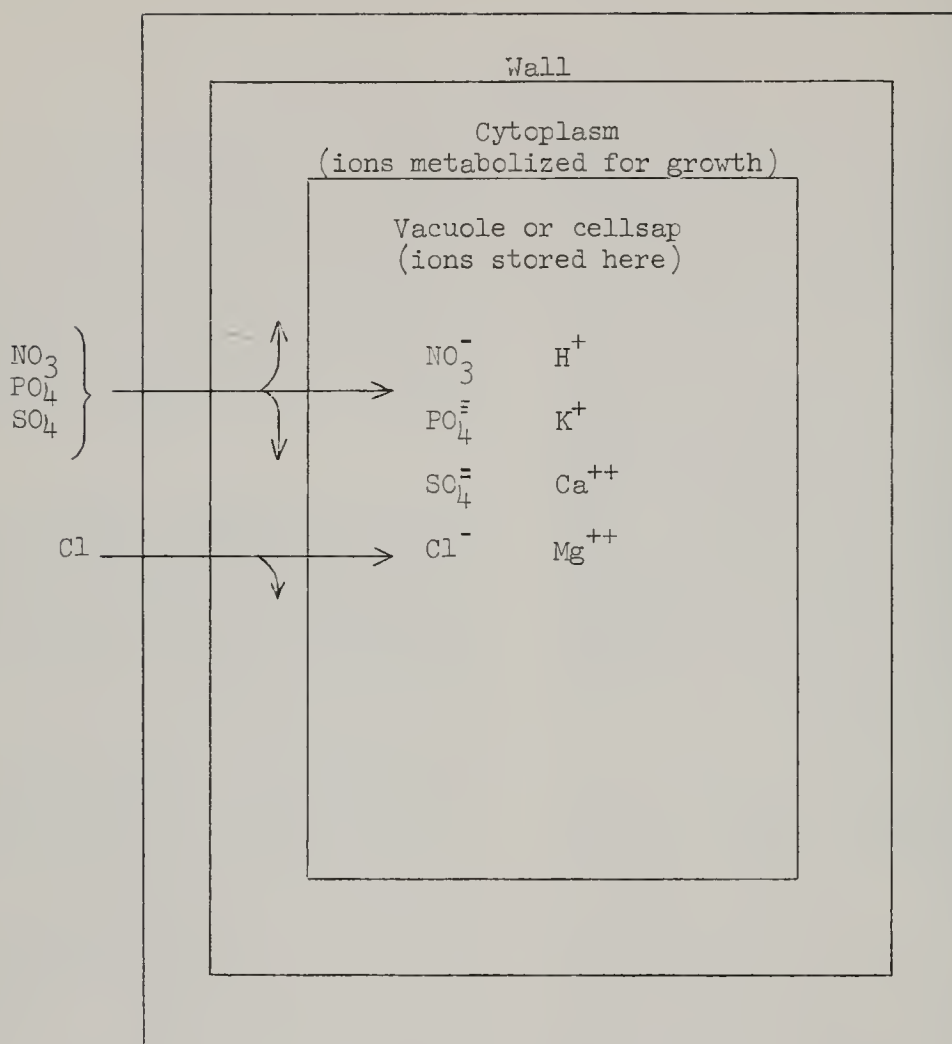 Wall
Cytoplasm
(ions metabolized for growth)
Vacuole or cellsap
(ions stored here)
NO₃
PO₄
SO₄
NO₃⁻ H⁺
PO₄⁼ K⁺
SO₄⁼ Ca⁺⁺
Cl Cl⁻ Mg⁺⁺